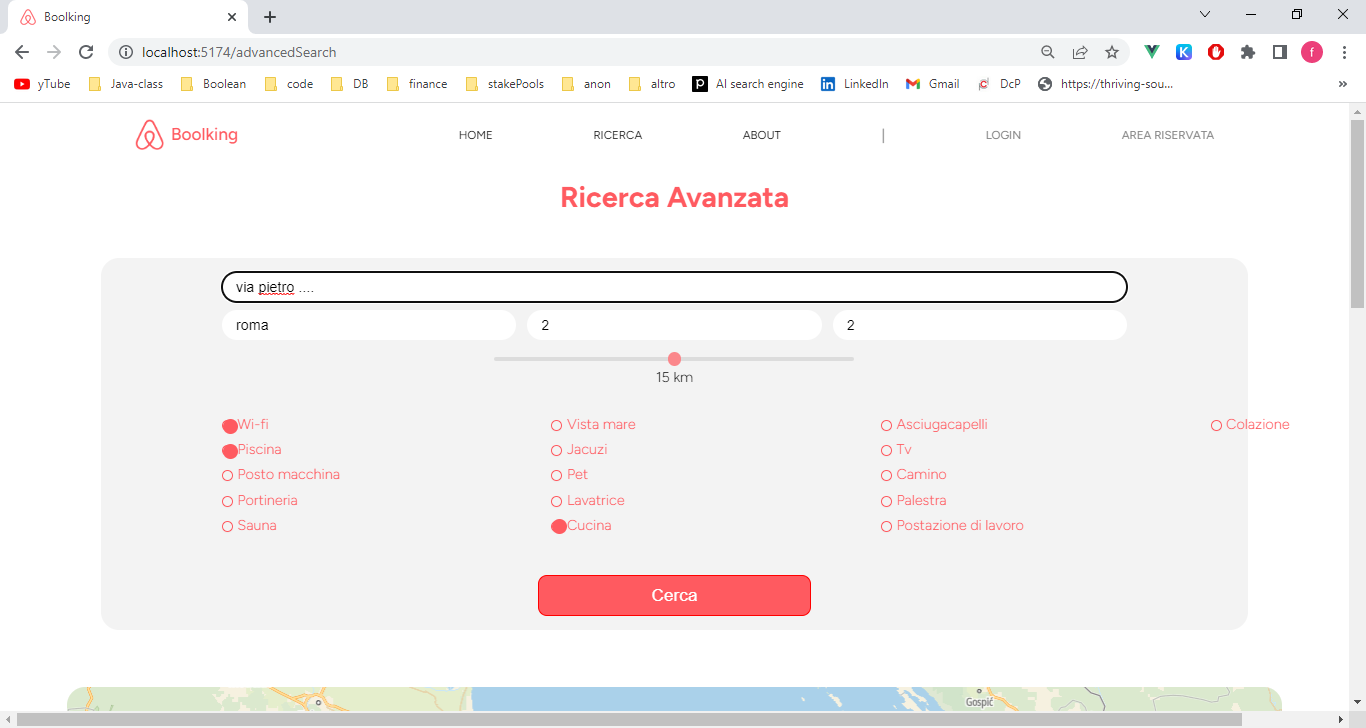 Boolking
localhost:5174/advancedSearch
f
yTube Java-class Boolean code DB finance stakePools anon altro AI search engine LinkedIn Gmail DcP https://thriving-sou... »
Boolking HOME RICERCA ABOUT | LOGIN AREA RISERVATA
Ricerca Avanzata
via pietro ....
roma 2 2
15 km
Wi-fi Vista mare Asciugacapelli Colazione
Piscina Jacuzi Tv
Posto macchina Pet Camino
Portineria Lavatrice Palestra
Sauna Cucina Postazione di lavoro
Cerca
Gospić